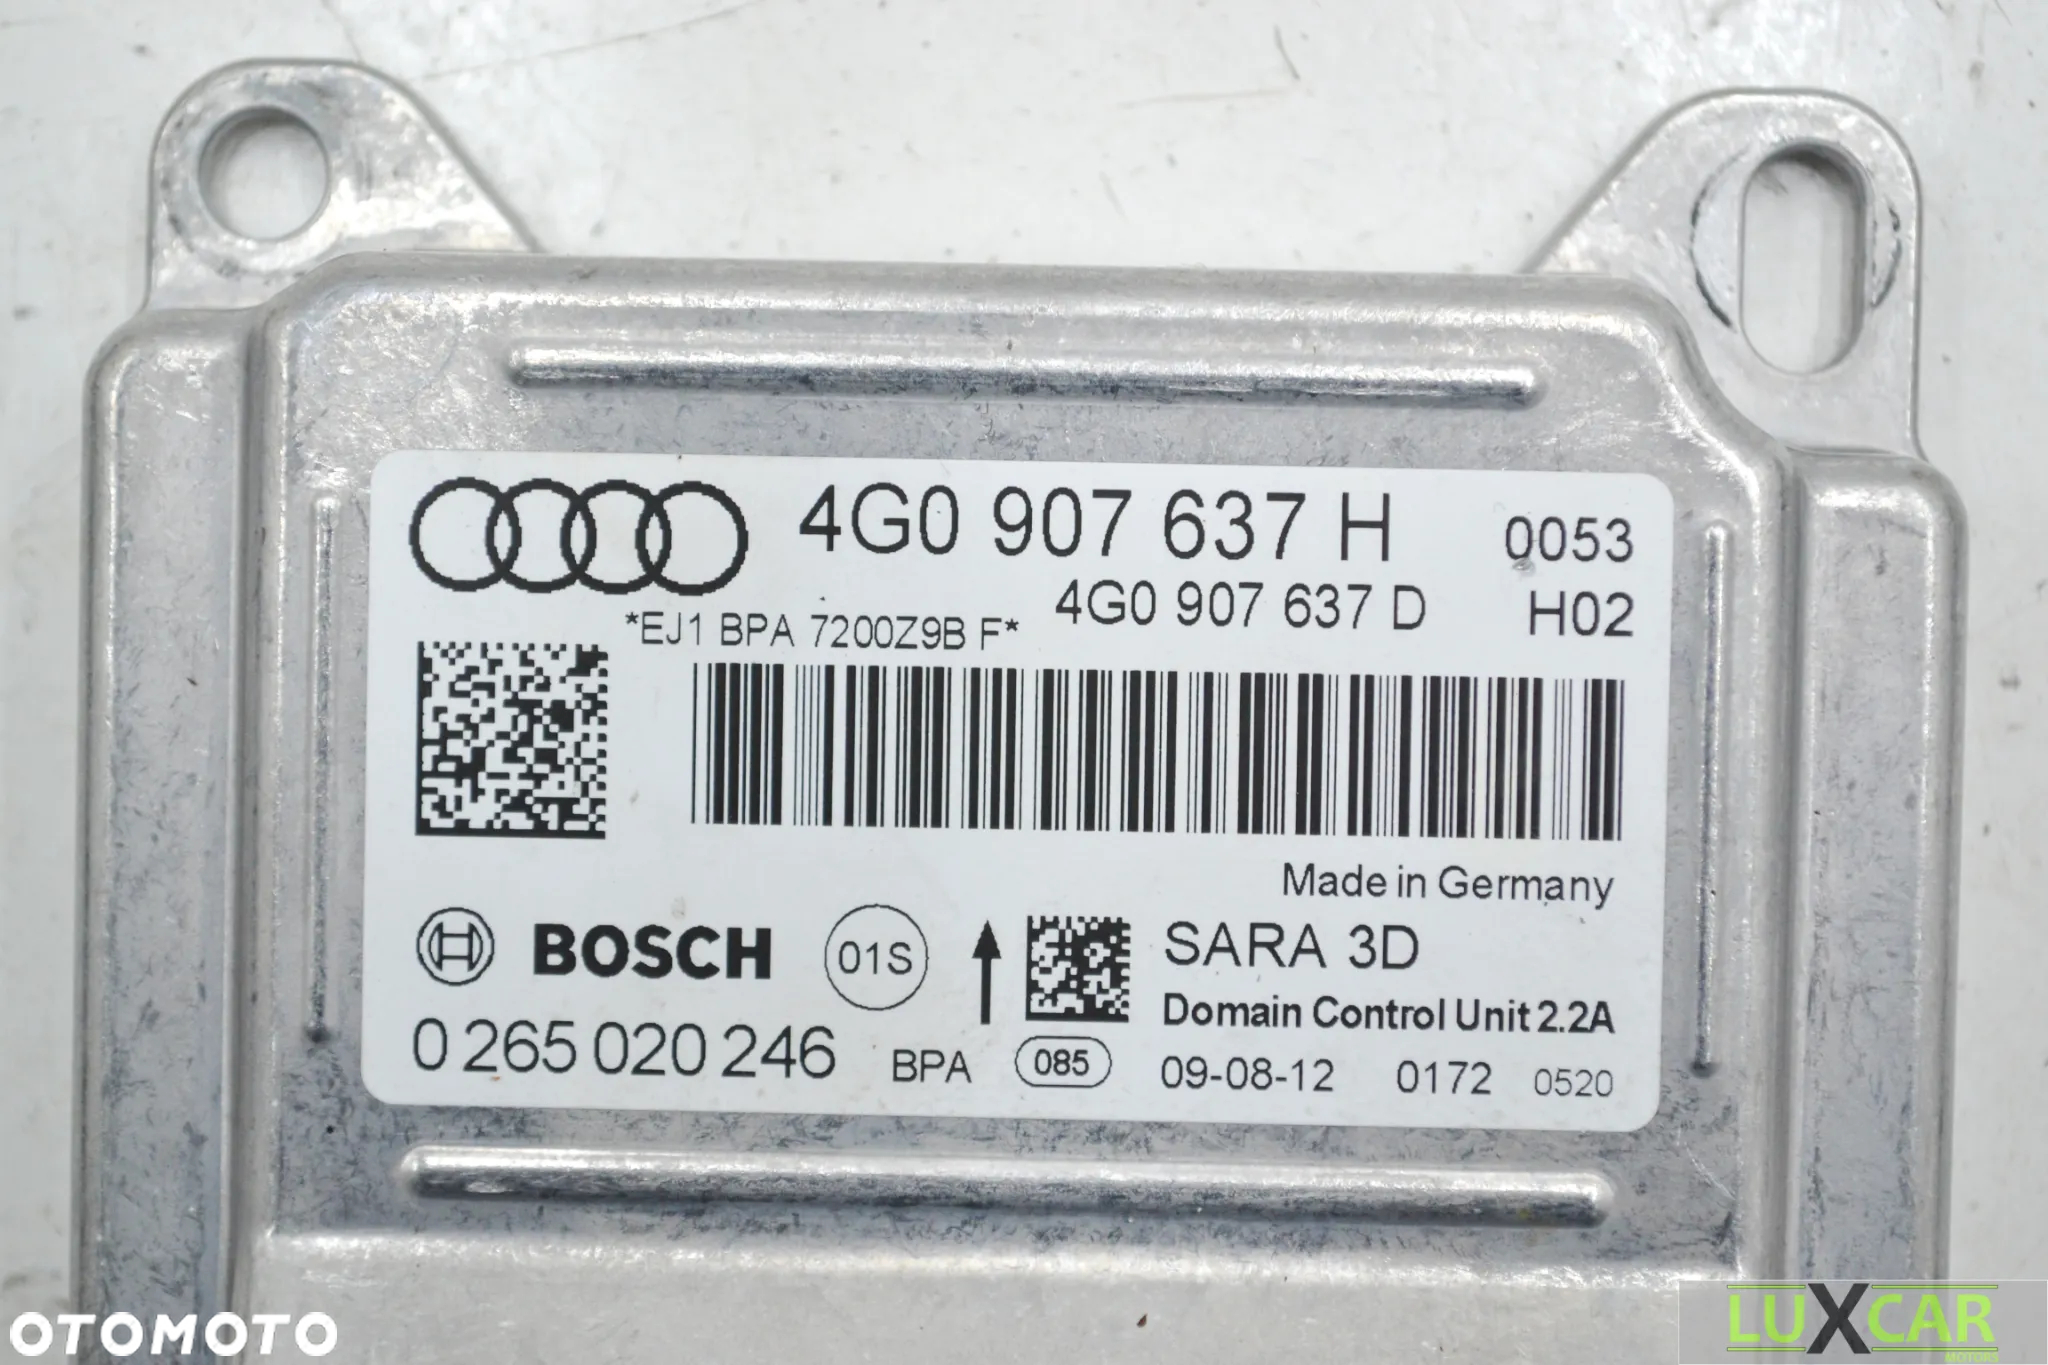 4G0 907 637 H 0053
4G0 907 637 D H02
*EJ1 BPA 7200Z9B F*
Made in Germany
BOSCH 01S SARA 3D
Domain Control Unit 2.2A
0 265 020 246 BPA 085 09-08-12 0172 0520
OTOMOTO
LUXCAR
MOTORS